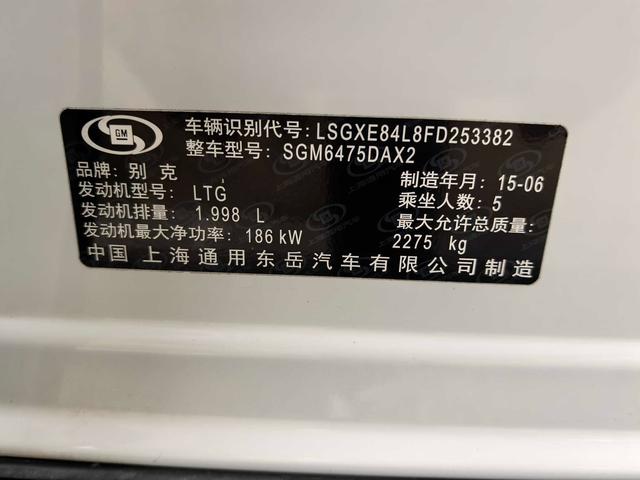 GM
车辆识别代号: LSGXE84L8FD253382
整车型号: SGM6475DAX2
品牌: 别 克
制造年月: 15-06
发动机型号: LTG
乘坐人数: 5
发动机排量: 1.998 L
最大允许总质量:
发动机最大净功率: 186 kW
2275 kg
中国 上海通用东岳汽车有限公司制造